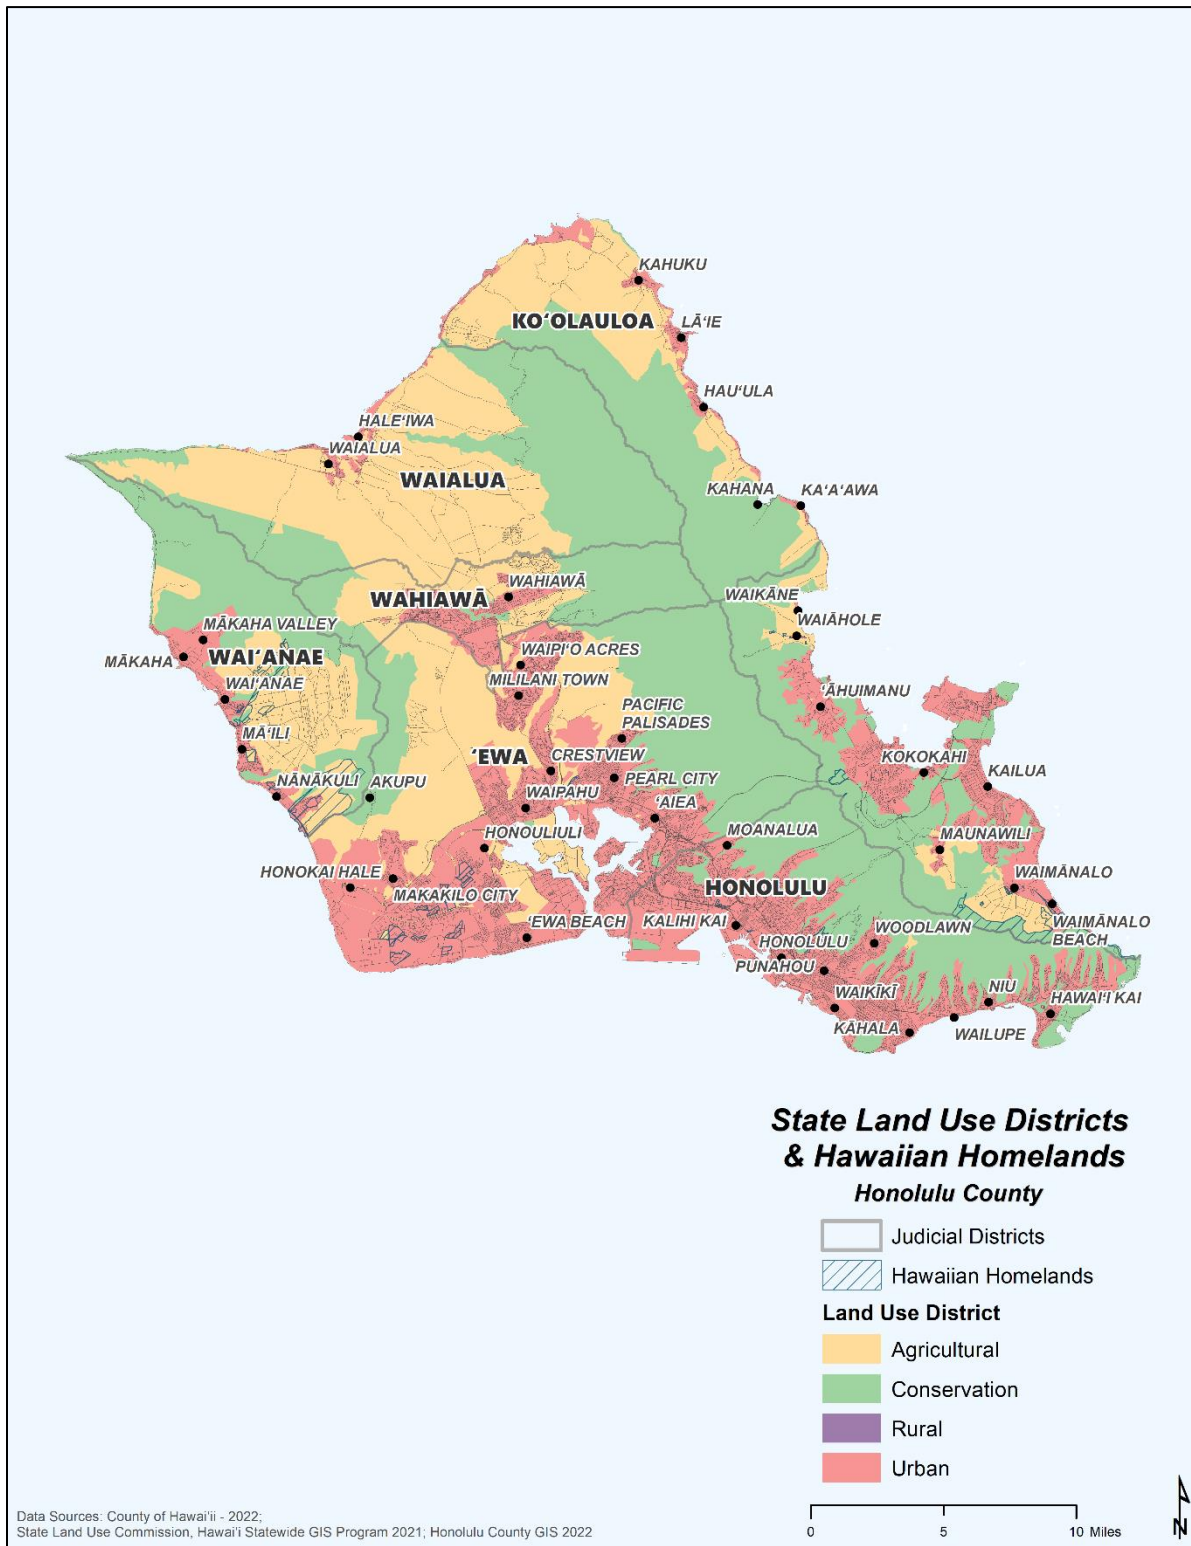 KAHUKU
KO‘OLAULOA
LĀ‘IE
HAU‘ULA
HALE‘IWA
WAIALUA
WAIALUA
KAHANA
KA‘A‘AWA
WAHIAWĀ
WAHIAWĀ
WAIKĀNE
WAIĀHOLE
MĀKAHA VALLEY
MĀKAHA
WAI‘ANAE
WAI‘ANAE
WAIPI‘O ACRES
MILILANI TOWN
PACIFIC
PALISADES
‘ĀHUIMANU
MĀ‘ILI
‘EWA
CRESTVIEW
KOKOKAHI
KAILUA
NĀNĀKULI
AKUPU
PEARL CITY
WAIPAHU
‘AIEA
HONOULIULI
MOANALUA
MAUNAWILI
HONOKAI HALE
MAKAKILO CITY
HONOLULU
WAIMĀNALO
‘EWA BEACH
KALIHI KAI
WOODLAWN
WAIMĀNALO
BEACH
HONOLULU
PUNAHOU
WAIKĪKĪ
NIU
HAWAI‘I KAI
KĀHALA
WAILUPE
State Land Use Districts
& Hawaiian Homelands
Honolulu County
Judicial Districts
Hawaiian Homelands
Land Use District
Agricultural
Conservation
Rural
Urban
Data Sources: County of Hawai‘ii - 2022;
State Land Use Commission, Hawai‘i Statewide GIS Program 2021; Honolulu County GIS 2022
0 5 10 Miles
N